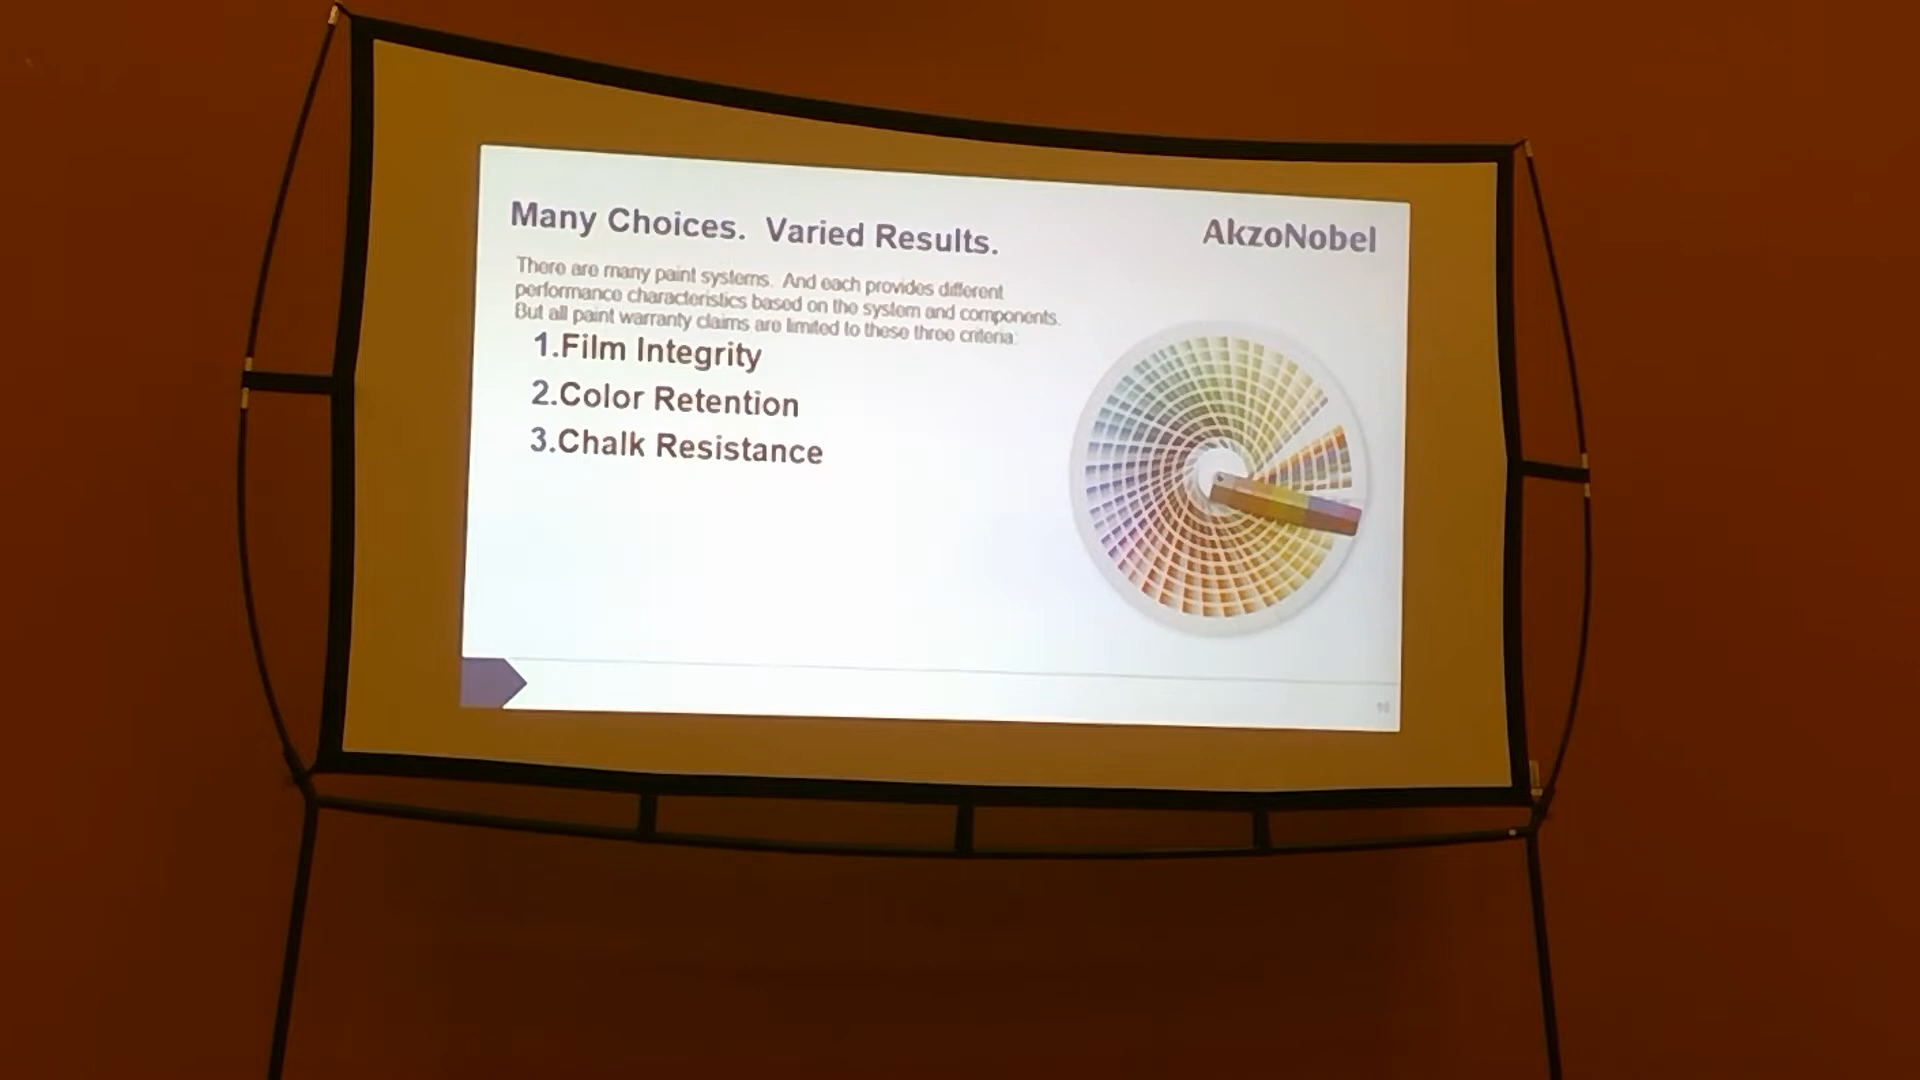 Many Choices.  Varied Results.
AkzoNobel
There are many paint systems.  And each provides different
performance characteristics based on the system and components.
But all paint warranty claims are limited to these three criteria:
1.Film Integrity
2.Color Retention
3.Chalk Resistance